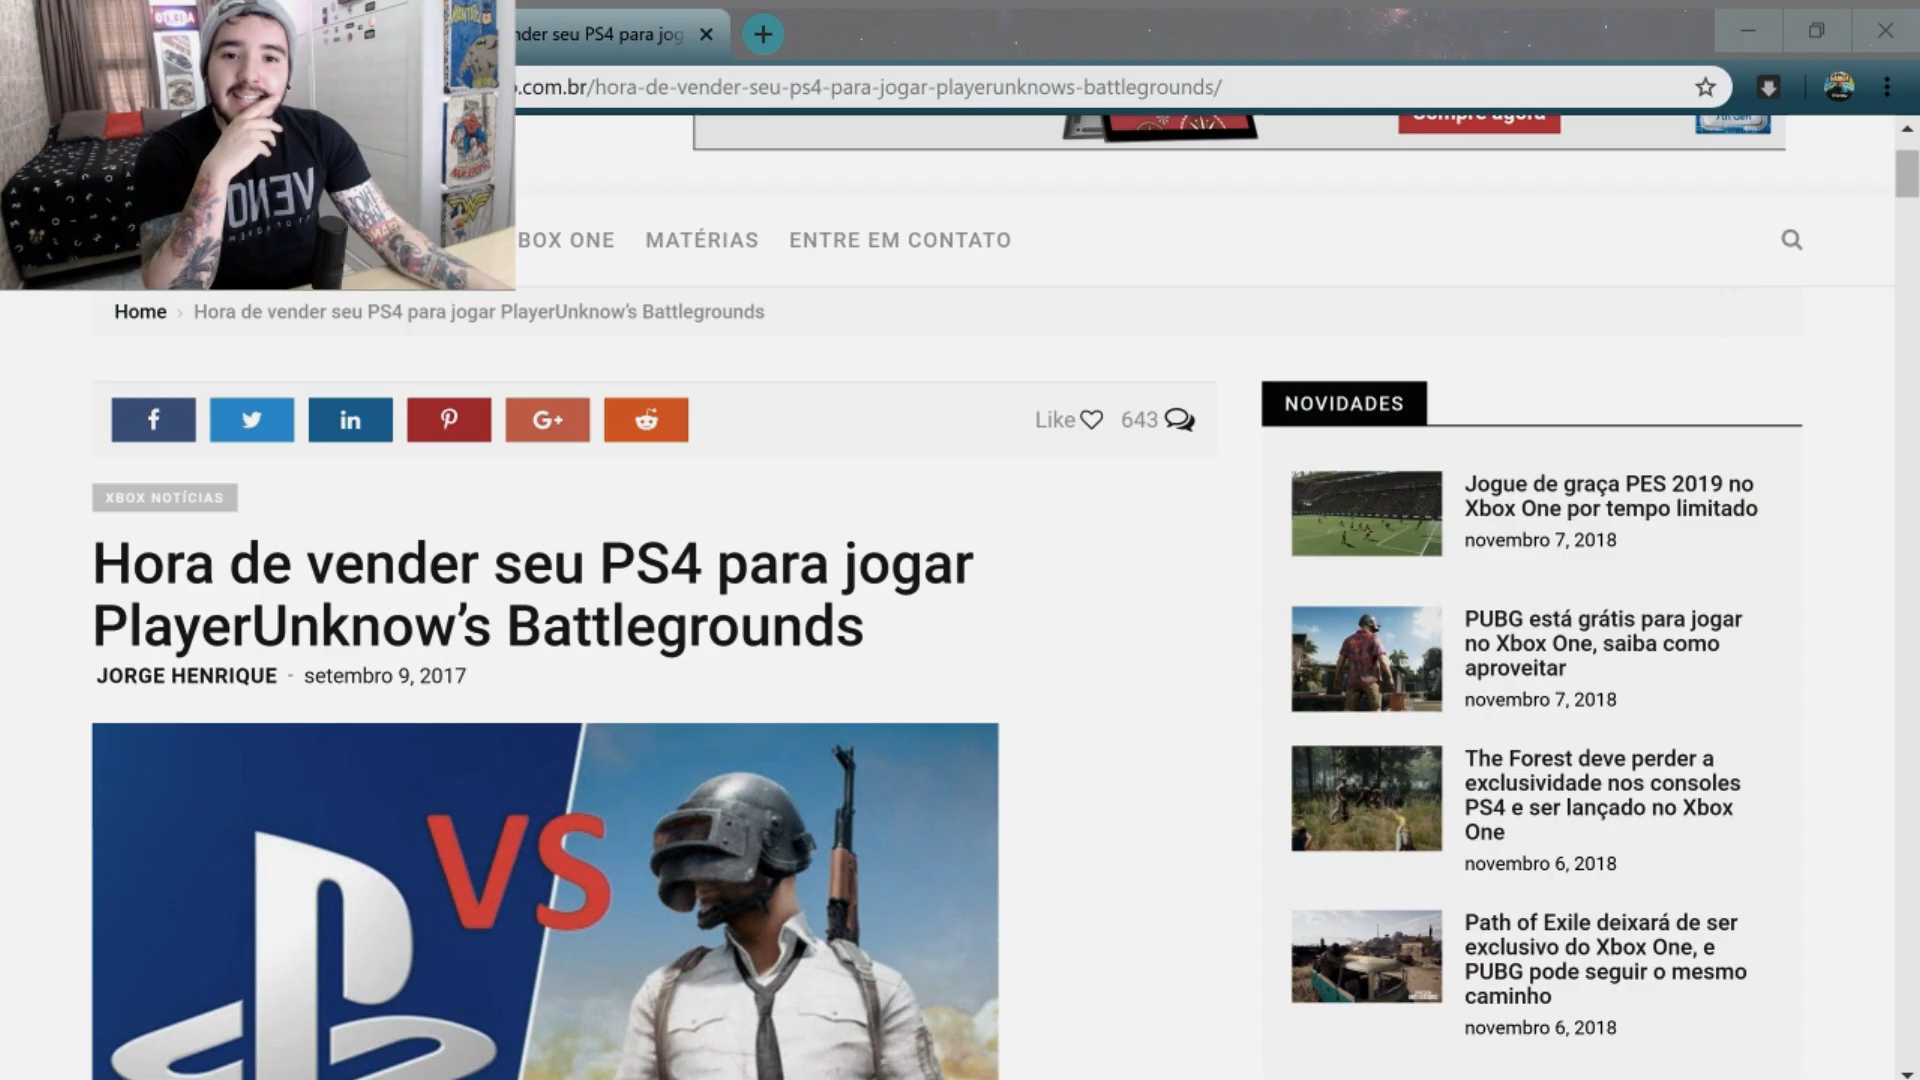 nder seu PS4 para jog
.com.br/hora-de-vender-seu-ps4-para-jogar-playerunknows-battlegrounds/
Compre agora
BOX ONE MATÉRIAS ENTRE EM CONTATO
Home › Hora de vender seu PS4 para jogar PlayerUnknow’s Battlegrounds
f in G+ Like 643
XBOX NOTÍCIAS
Hora de vender seu PS4 para jogar
PlayerUnknow’s Battlegrounds
JORGE HENRIQUE - setembro 9, 2017
VS
NOVIDADES
Jogue de graça PES 2019 no
Xbox One por tempo limitado
novembro 7, 2018
PUBG está grátis para jogar
no Xbox One, saiba como
aproveitar
novembro 7, 2018
The Forest deve perder a
exclusividade nos consoles
PS4 e ser lançado no Xbox
One
novembro 6, 2018
Path of Exile deixará de ser
exclusivo do Xbox One, e
PUBG pode seguir o mesmo
caminho
novembro 6, 2018